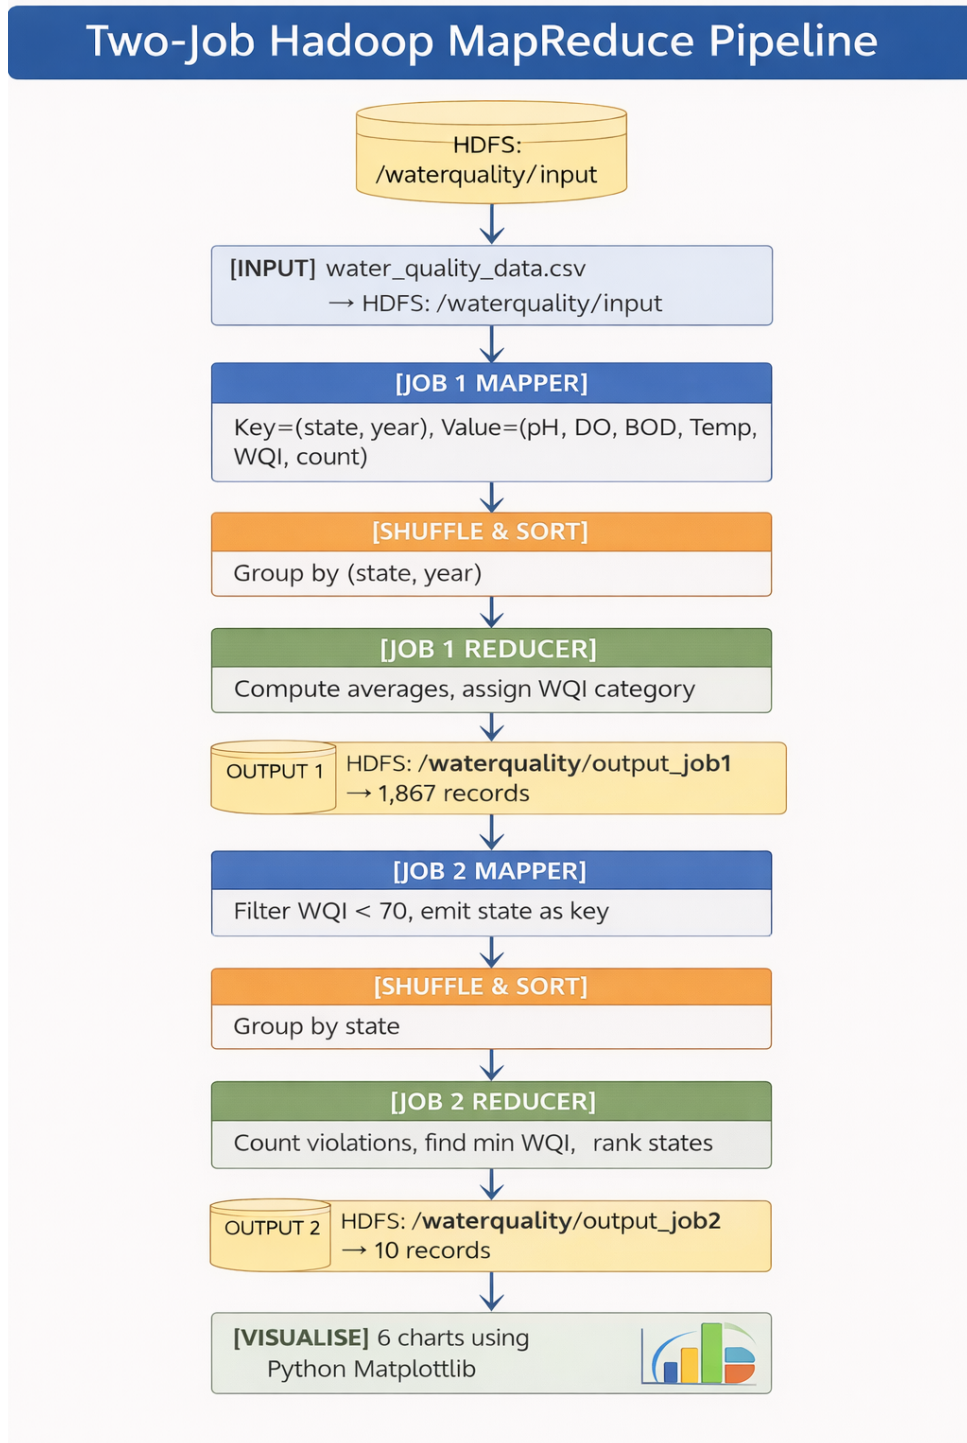 Two-Job Hadoop MapReduce Pipeline
HDFS:
/waterquality/input
[INPUT] water_quality_data.csv
→ HDFS: /waterquality/input
[JOB 1 MAPPER]
Key=(state, year), Value=(pH, DO, BOD, Temp,
WQI, count)
[SHUFFLE & SORT]
Group by (state, year)
[JOB 1 REDUCER]
Compute averages, assign WQI category
OUTPUT 1
HDFS: /waterquality/output_job1
→ 1,867 records
[JOB 2 MAPPER]
Filter WQI < 70, emit state as key
[SHUFFLE & SORT]
Group by state
[JOB 2 REDUCER]
Count violations, find min WQI, rank states
OUTPUT 2
HDFS: /waterquality/output_job2
→ 10 records
[VISUALISE] 6 charts using
Python Matplottlib